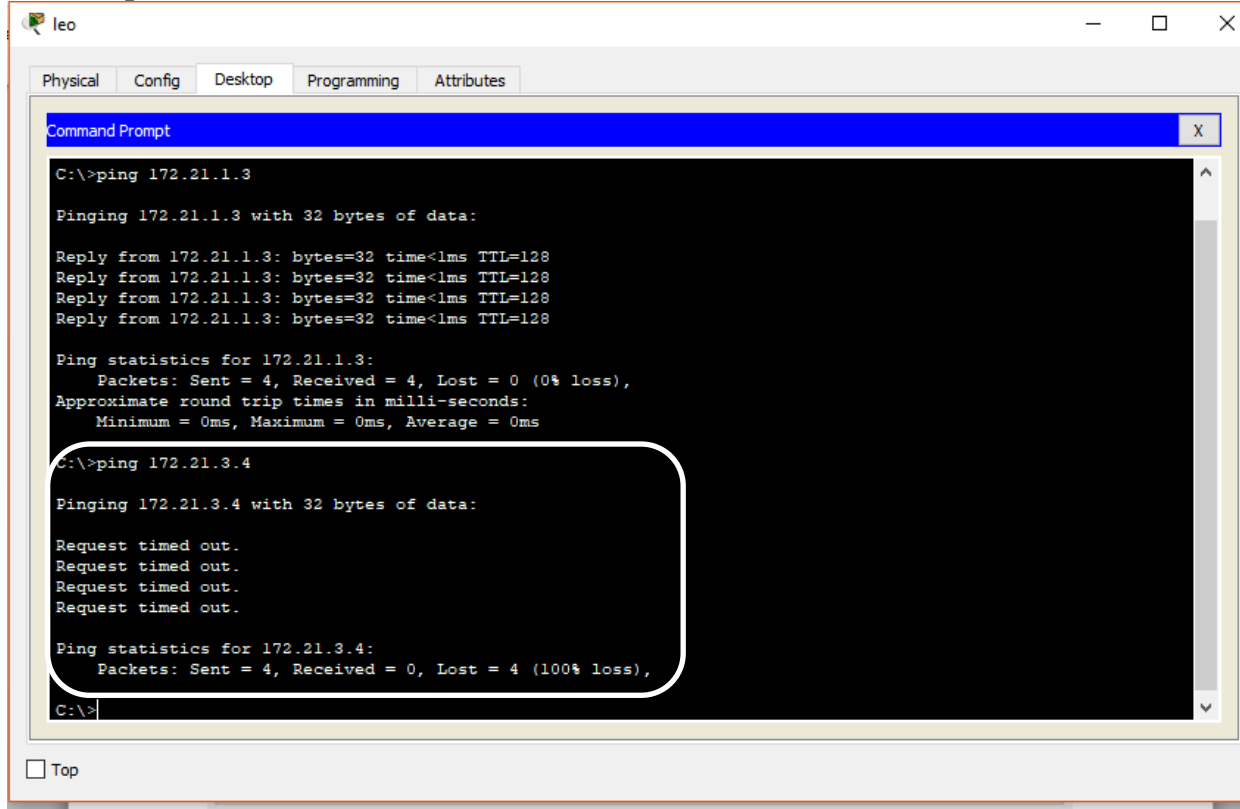 leo
Physical Config Desktop Programming Attributes
Command Prompt X
C:\>ping 172.21.1.3
Pinging 172.21.1.3 with 32 bytes of data:
Reply from 172.21.1.3: bytes=32 time<1ms TTL=128
Reply from 172.21.1.3: bytes=32 time<1ms TTL=128
Reply from 172.21.1.3: bytes=32 time<1ms TTL=128
Reply from 172.21.1.3: bytes=32 time<1ms TTL=128
Ping statistics for 172.21.1.3:
Packets: Sent = 4, Received = 4, Lost = 0 (0% loss),
Approximate round trip times in milli-seconds:
Minimum = 0ms, Maximum = 0ms, Average = 0ms
C:\>ping 172.21.3.4
Pinging 172.21.3.4 with 32 bytes of data:
Request timed out.
Request timed out.
Request timed out.
Request timed out.
Ping statistics for 172.21.3.4:
Packets: Sent = 4, Received = 0, Lost = 4 (100% loss),
C:\>
Top